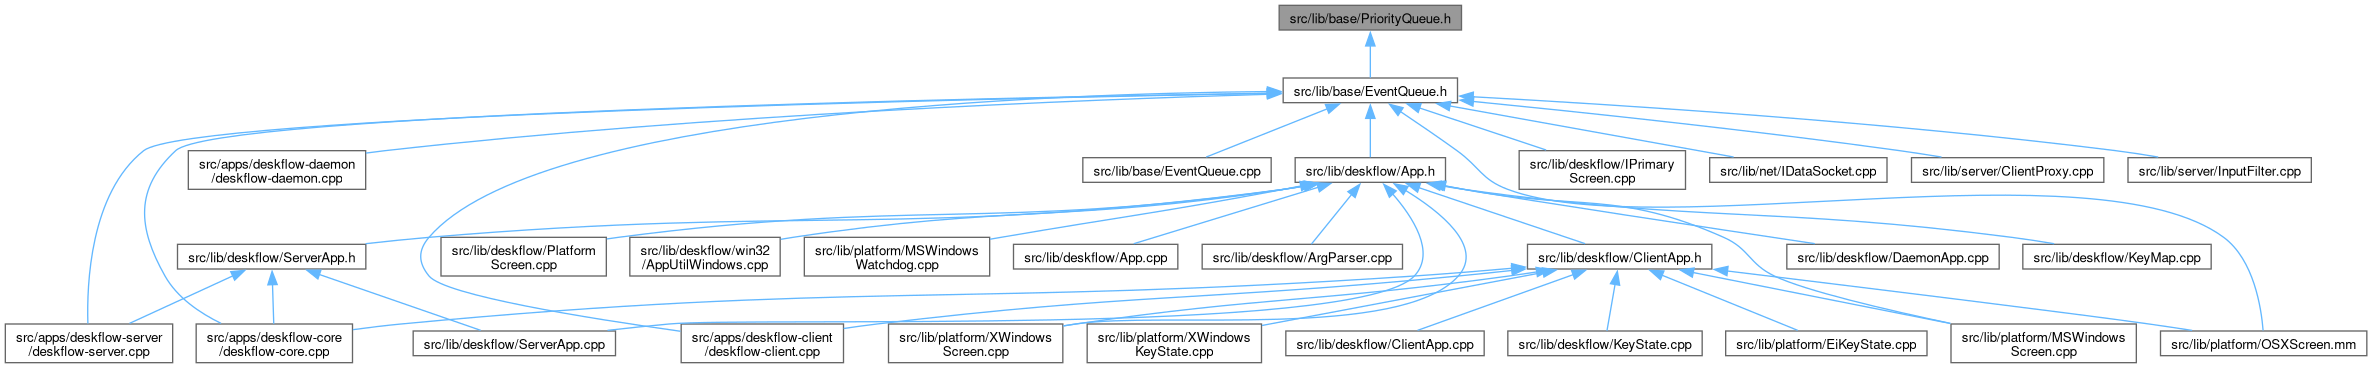 src/lib/base/PriorityQueue.h
src/lib/base/EventQueue.h
src/apps/deskflow-daemon
/deskflow-daemon.cpp
src/lib/base/EventQueue.cpp
src/lib/deskflow/App.h
src/lib/deskflow/IPrimary
Screen.cpp
src/lib/net/IDataSocket.cpp
src/lib/server/ClientProxy.cpp
src/lib/server/InputFilter.cpp
src/lib/deskflow/ServerApp.h
src/lib/deskflow/Platform
Screen.cpp
src/lib/deskflow/win32
/AppUtilWindows.cpp
src/lib/platform/MSWindows
Watchdog.cpp
src/lib/deskflow/App.cpp
src/lib/deskflow/ArgParser.cpp
src/lib/deskflow/ClientApp.h
src/lib/deskflow/DaemonApp.cpp
src/lib/deskflow/KeyMap.cpp
src/apps/deskflow-server
/deskflow-server.cpp
src/apps/deskflow-core
/deskflow-core.cpp
src/lib/deskflow/ServerApp.cpp
src/apps/deskflow-client
/deskflow-client.cpp
src/lib/platform/XWindows
Screen.cpp
src/lib/platform/XWindows
KeyState.cpp
src/lib/deskflow/ClientApp.cpp
src/lib/deskflow/KeyState.cpp
src/lib/platform/EiKeyState.cpp
src/lib/platform/MSWindows
Screen.cpp
src/lib/platform/OSXScreen.mm